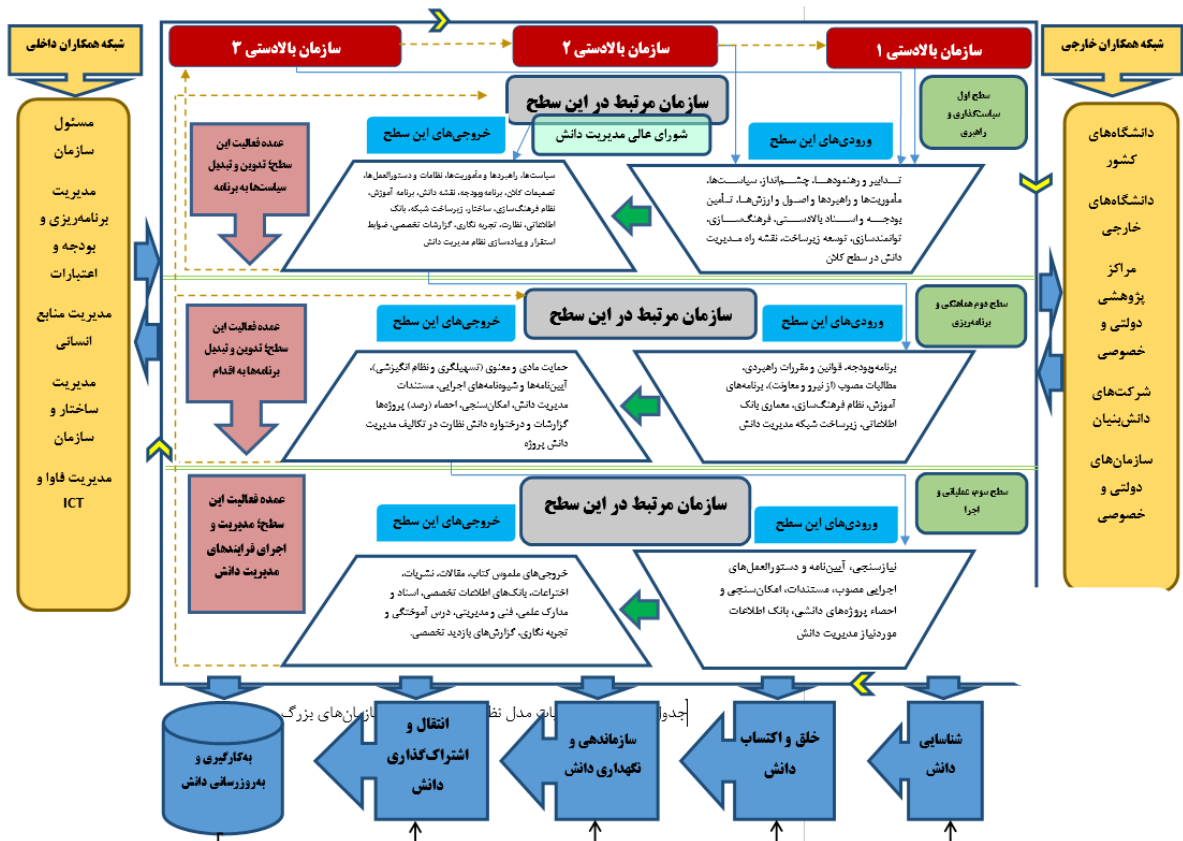 شبکه همکاران خارجی
دانشگاه‌های
کشور
دانشگاه‌های
خارجی
مراکز
پژوهشی
دولتی و
خصوصی
شرکت‌های
دانش‌بنیان
سازمان‌های
دولتی و
خصوصی
سازمان بالادستی ۱
سازمان بالادستی ۲
سازمان بالادستی ۳
سطح اول
سیاست‌گذاری و
راهبری
سازمان مرتبط در این سطح
شورای عالی مدیریت دانش
ورودی‌های این سطح
تدابیر و رهنمودها، چشم‌انداز، سیاست‌ها،
مأموریت‌ها و راهبردها و اصول و ارزش‌ها، تأمین
بودجه و اسناد بالادستی، فرهنگ‌سازی،
توانمندسازی، توسعه زیرساخت، نقشه راه مدیریت
دانش در سطح کلان
خروجی‌های این سطح
سیاست‌ها، راهبردها و مأموریت‌ها، نظامات و دستورالعمل‌ها،
تصمیمات کلان، برنامه‌وبودجه، نقشه دانش، برنامه آموزش،
نظام فرهنگ‌سازی، ساختار، زیرساخت شبکه، بانک
اطلاعاتی، نظارت، تجربه نگاری، گزارشات تخصصی، ضوابط
استقرار و پیاده‌سازی نظام مدیریت دانش
عمده فعالیت این
سطح؛ تدوین و تبدیل
سیاست‌ها به برنامه
سطح دوم هماهنگی و
برنامه‌ریزی
سازمان مرتبط در این سطح
ورودی‌های این سطح
برنامه‌وبودجه، قوانین و مقررات راهبردی،
مطالبات مصوب (از نیرو و معاونت)، برنامه‌های
آموزش، نظام فرهنگ‌سازی، معماری بانک
اطلاعاتی، زیرساخت شبکه مدیریت دانش
خروجی‌های این سطح
حمایت مادی و معنوی (تسهیلگری و نظام انگیزشی)،
آیین‌نامه‌ها و شیوه‌نامه‌های اجرایی، مستندات
مدیریت دانش، امکان‌سنجی، احصاء (رصد) پروژه‌ها
گزارشات و درختواره دانش نظارت در تکالیف مدیریت
دانش پروژه
عمده فعالیت این
سطح؛ تدوین و تبدیل
برنامه‌ها به اقدام
سطح سوم، عملیاتی و
اجرا
سازمان مرتبط در این سطح
ورودی‌های این سطح
نیازسنجی، آیین‌نامه و دستورالعمل‌های
اجرایی مصوب، مستندات، امکان‌سنجی و
احصاء پروژه‌های دانشی، بانک اطلاعات
موردنیاز مدیریت دانش
خروجی‌های این سطح
خروجی‌های ملموس کتاب، مقالات، نشریات،
اختراعات، بانک‌های اطلاعات تخصصی، اسناد و
مدارک علمی، فنی و مدیریتی، درس آموختگی و
تجربه نگاری، گزارش‌های بازدید تخصصی.
عمده فعالیت این
سطح؛ مدیریت و
اجرای فرایندهای
مدیریت دانش
شبکه همکاران داخلی
مسئول
سازمان
مدیریت
برنامه‌ریزی و
بودجه و
اعتبارات
مدیریت منابع
انسانی
مدیریت
ساختار و
سازمان
مدیریت فاوا و
ICT
مدل
بزرگ
شناسایی
دانش
خلق و اکتساب
دانش
سازماندهی و
نگهداری دانش
انتقال و
اشتراک‌گذاری
دانش
به‌کارگیری و
به‌روزرسانی دانش